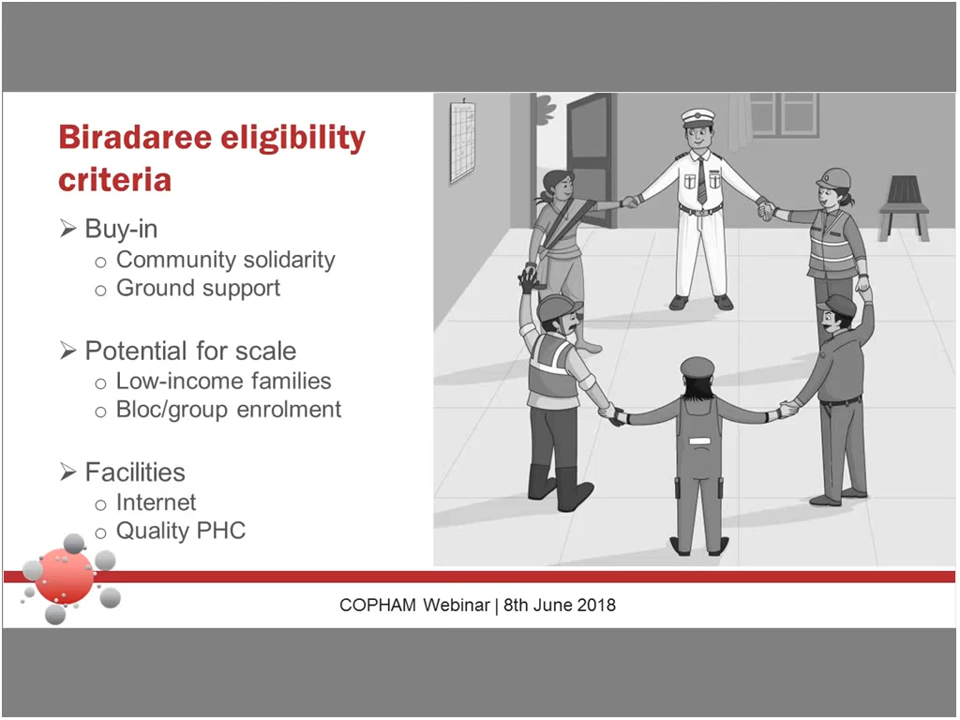 Biradaree eligibility
criteria
➢ Buy-in
o Community solidarity
o Ground support
➢ Potential for scale
o Low-income families
o Bloc/group enrolment
➢ Facilities
o Internet
o Quality PHC
COPHAM Webinar | 8th June 2018